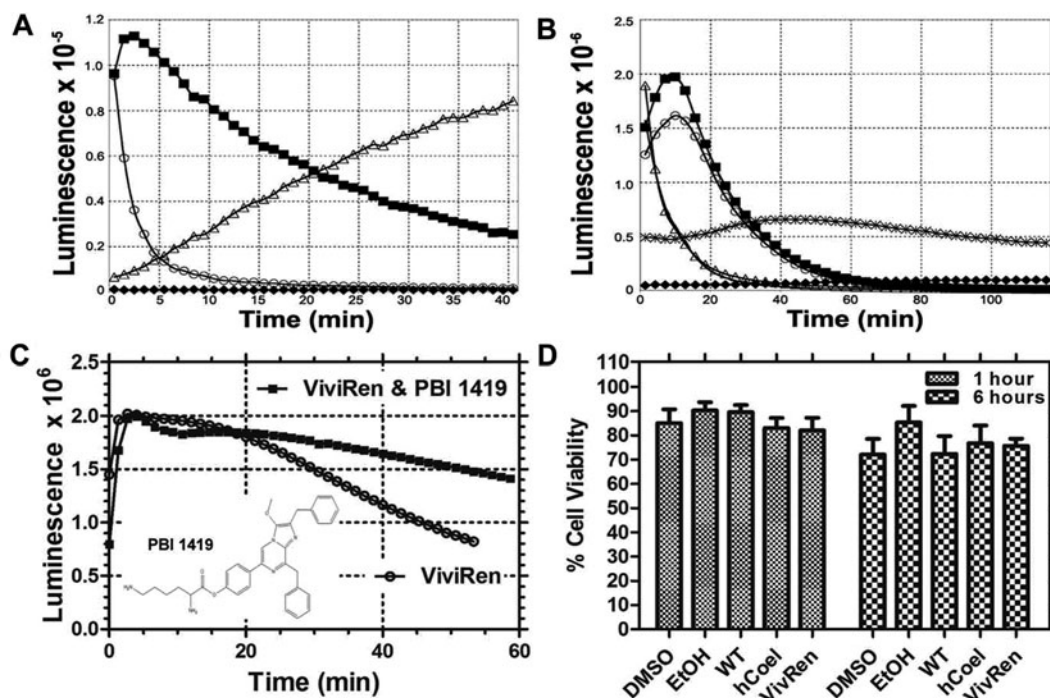 A
Luminescence x 10-5
1.2
1.0
0.8
0.6
0.4
0.2
0
0 5 10 15 20 25 30 35 40
Time (min)
B
Luminescence x 10-6
2.5
2.0
1.5
1.0
0.5
0
0 20 40 60 80 100
Time (min)
C
Luminescence x 10^6
2.5
2.0
1.5
1.0
0.5
0.0
0 20 40 60
Time (min)
ViviRen & PBI 1419
PBI 1419
ViviRen
D
% Cell Viability
110
100
90
80
70
60
50
40
30
20
10
0
1 hour
6 hours
DMSO
EtOH
WT
hCoel
VivRen
DMSO
EtOH
WT
hCoel
VivRen